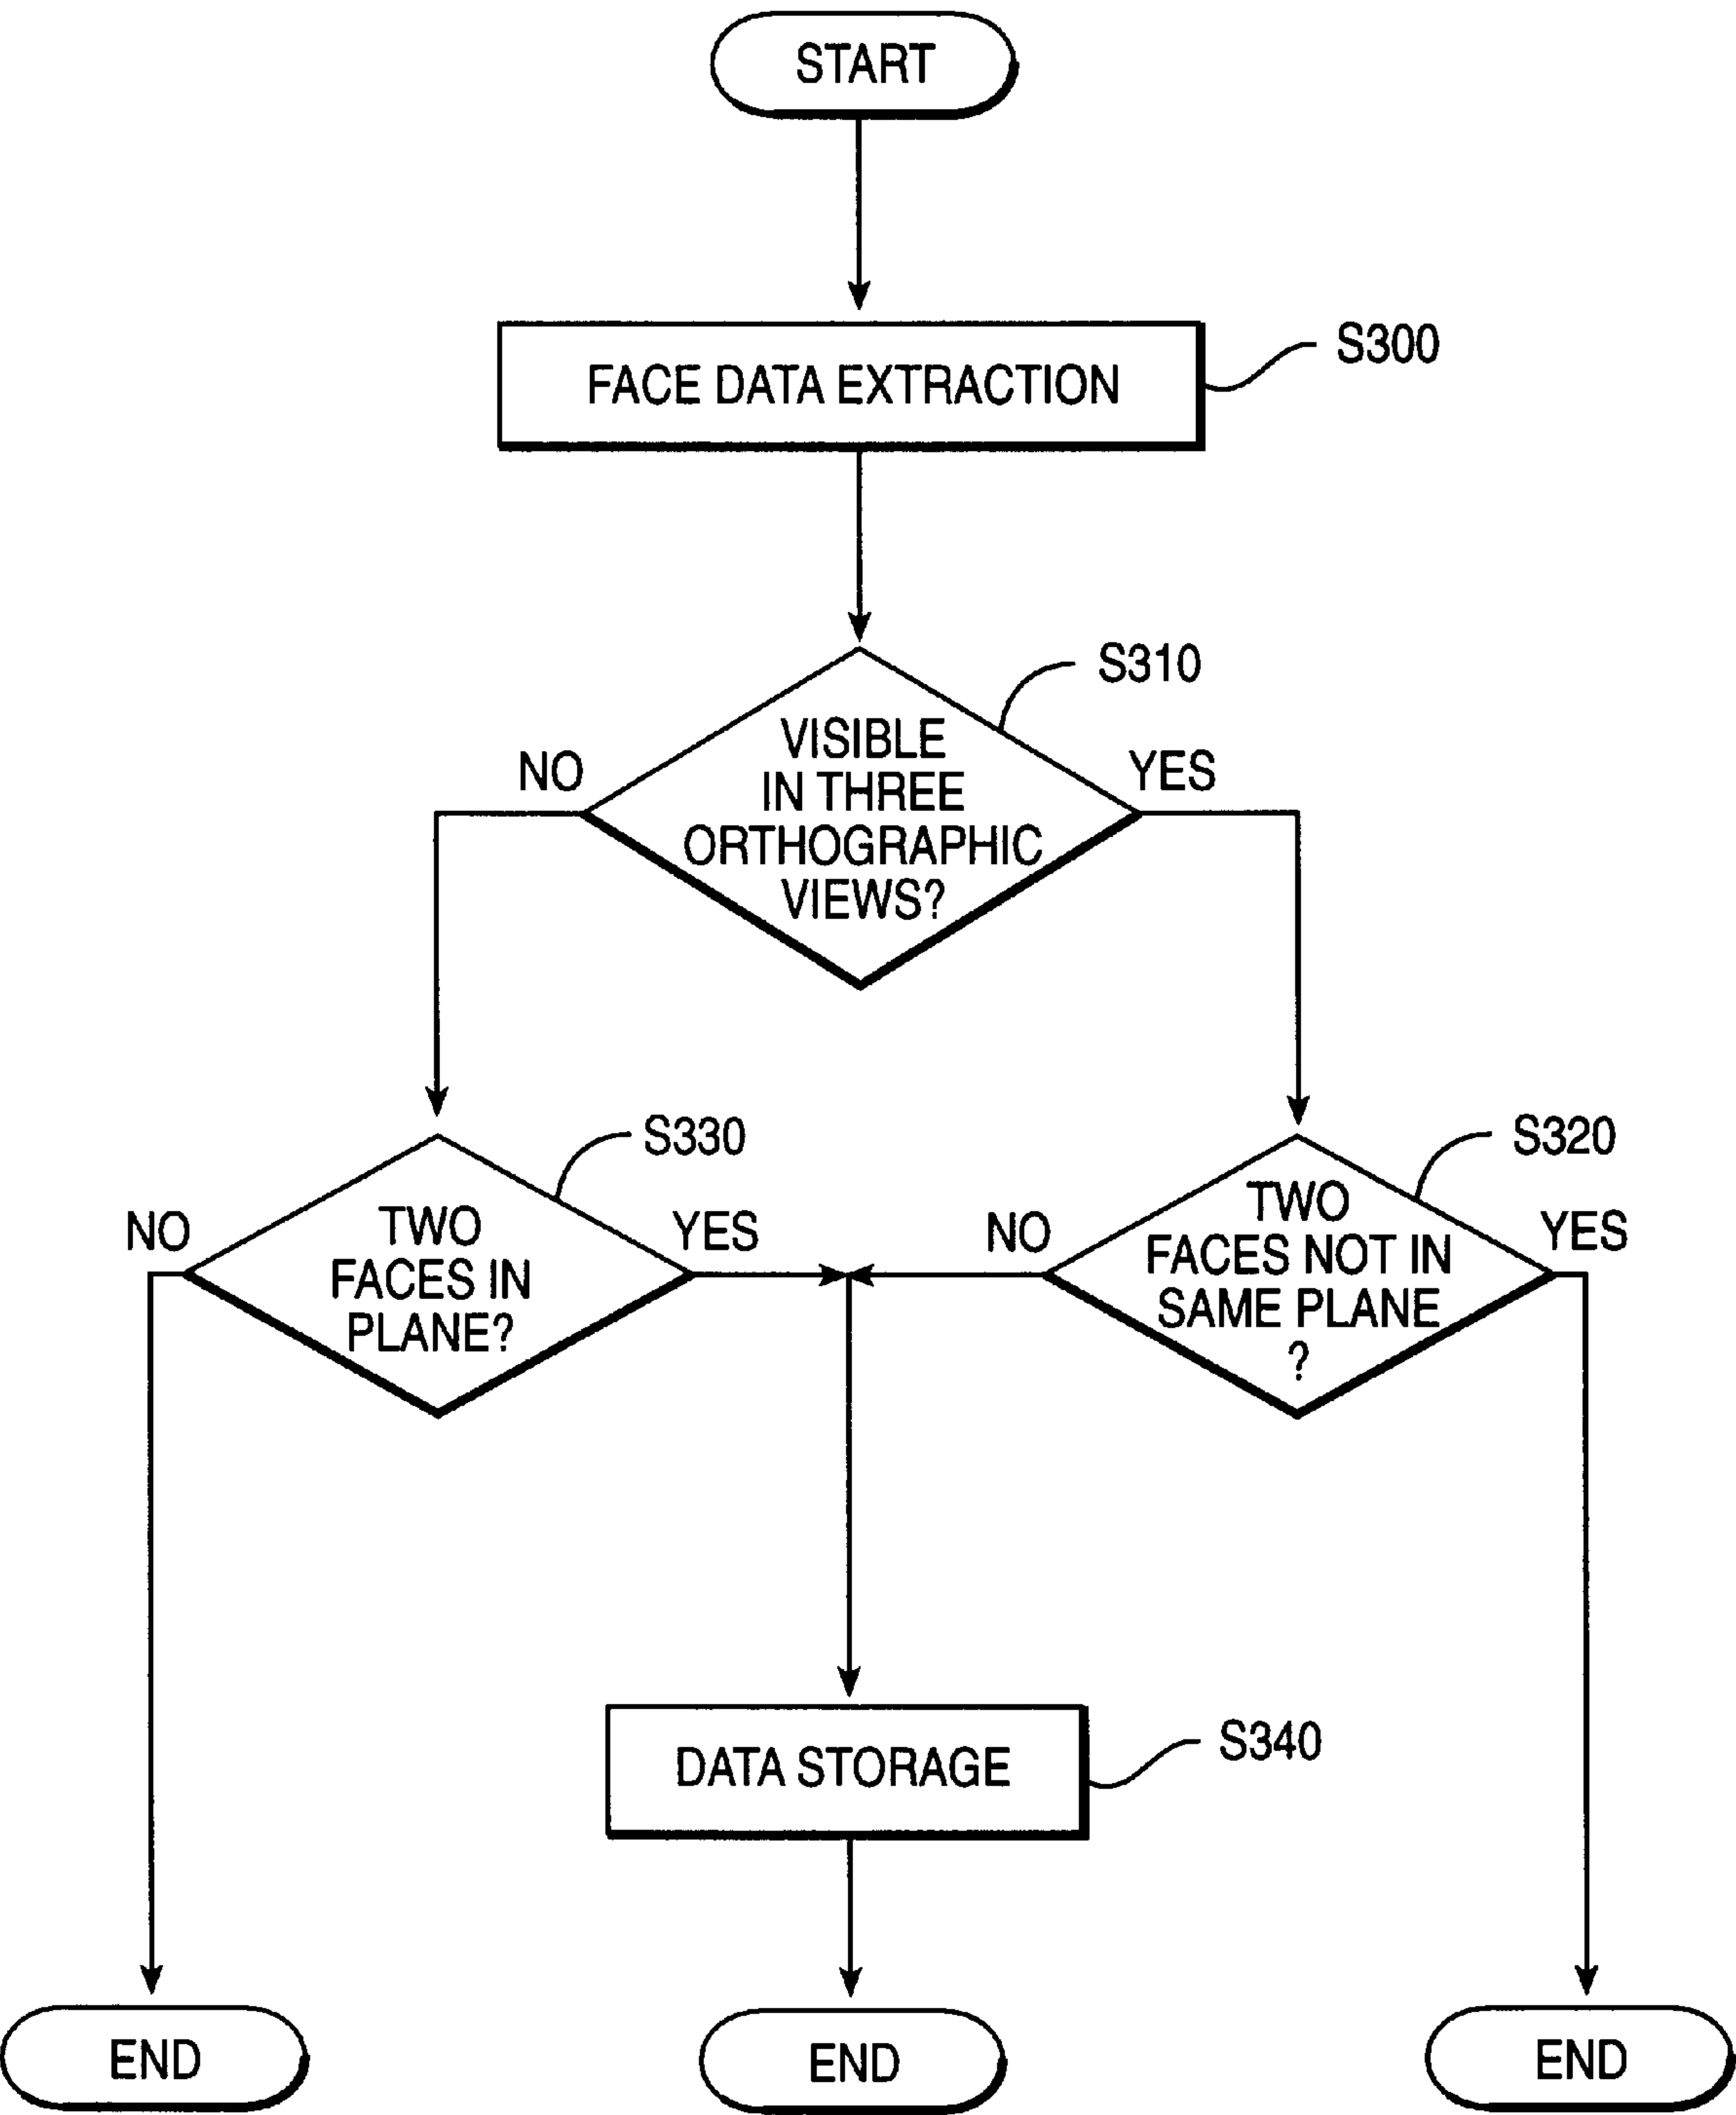 START
FACE DATA EXTRACTION
S300
S310
VISIBLE
IN THREE
ORTHOGRAPHIC
VIEWS?
NO
YES
S330
TWO
FACES IN
PLANE?
NO
YES
S320
TWO
FACES NOT IN
SAME PLANE
?
NO
YES
DATA STORAGE
S340
END
END
END